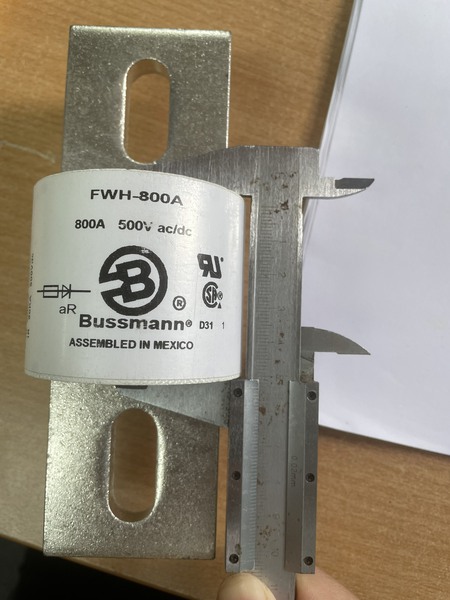 FWH-800A
800A 500V ac/dc
B
®
aR
Bussmann® D31 1
ASSEMBLED IN MEXICO